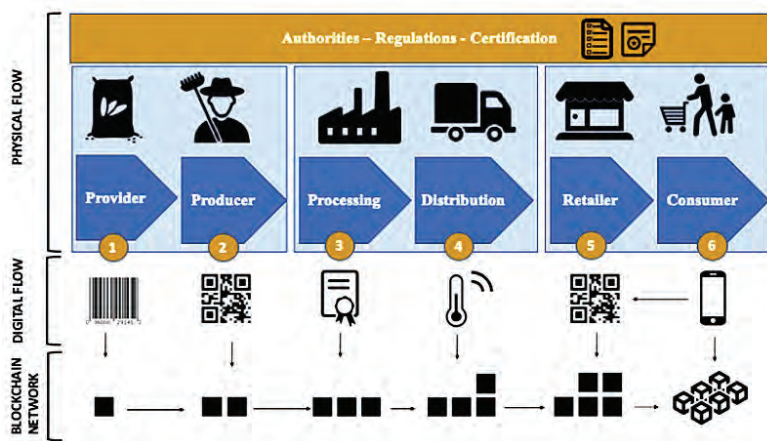 Authorities – Regulations - Certification
PHYSICAL FLOW
Provider
Producer
Processing
Distribution
Retailer
Consumer
1
2
3
4
5
6
DIGITAL FLOW
BLOCKCHAIN
NETWORK